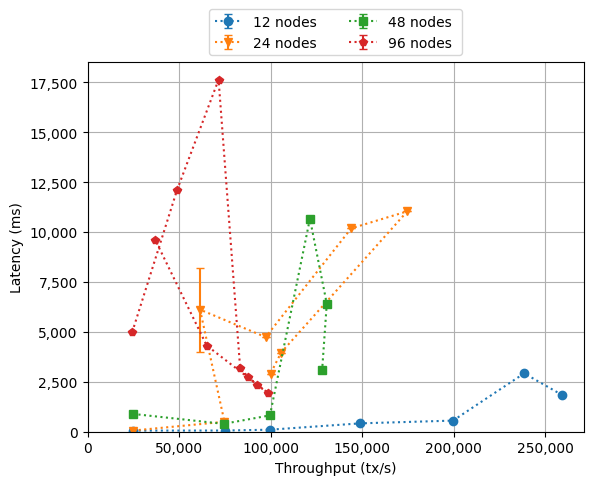 12 nodes
24 nodes
48 nodes
96 nodes
17,500
15,000
12,500
10,000
7,500
5,000
2,500
0
Latency (ms)
0
50,000
100,000
150,000
200,000
250,000
Throughput (tx/s)